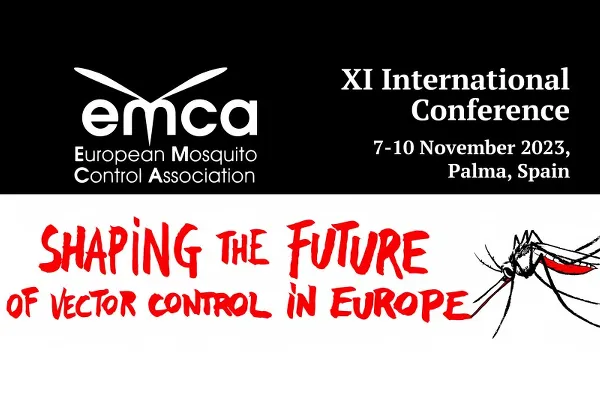 emca
European Mosquito
Control Association
XI International
Conference
7-10 November 2023,
Palma, Spain
SHAPING THE FUTURE
OF VECTOR CONTROL IN EUROPE